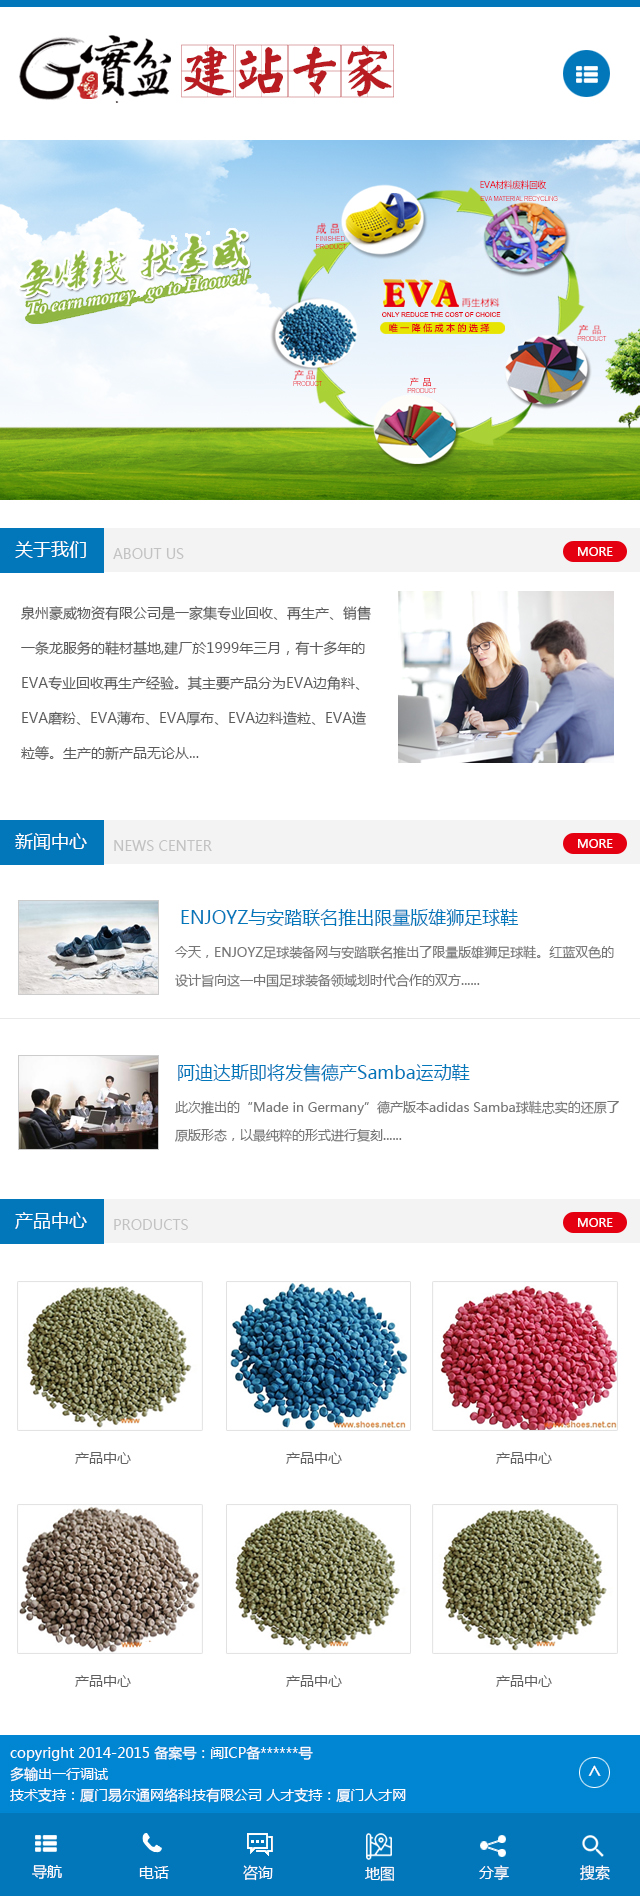 G實盆 建站专家
EVA材料废料回收
EVA MATERIAL RECYCLING
成品
FINISHED
PRODUCT
要赚钱 找豪威
To earn money...go to Haowei!
EVA 再生材料
ONLY REDUCE THE COST OF CHOICE
唯一降低成本的选择
产品
PRODUCT
产品
PRODUCT
产品
PRODUCT
关于我们 ABOUT US MORE
泉州豪威物资有限公司是一家集专业回收、再生产、销售
一条龙服务的鞋材基地,建厂於1999年三月，有十多年的
EVA专业回收再生产经验。其主要产品分为EVA边角料、
EVA磨粉、EVA薄布、EVA厚布、EVA边料造粒、EVA造
粒等。生产的新产品无论从...
新闻中心 NEWS CENTER MORE
ENJOYZ与安踏联名推出限量版雄狮足球鞋
今天，ENJOYZ足球装备网与安踏联名推出了限量版雄狮足球鞋。红蓝双色的
设计旨向这一中国足球装备领域划时代合作的双方......
阿迪达斯即将发售德产Samba运动鞋
此次推出的“Made in Germany”德产版本adidas Samba球鞋忠实的还原了
原版形态，以最纯粹的形式进行复刻......
产品中心 PRODUCTS MORE
www
www.shoes.net.cn
www.shoes.net.cn
产品中心 产品中心 产品中心
www
www
www
产品中心 产品中心 产品中心
copyright 2014-2015 备案号：闽ICP备******号
多输出一行调试
技术支持：厦门易尔通网络科技有限公司 人才支持：厦门人才网
导航 电话 咨询 地图 分享 搜索